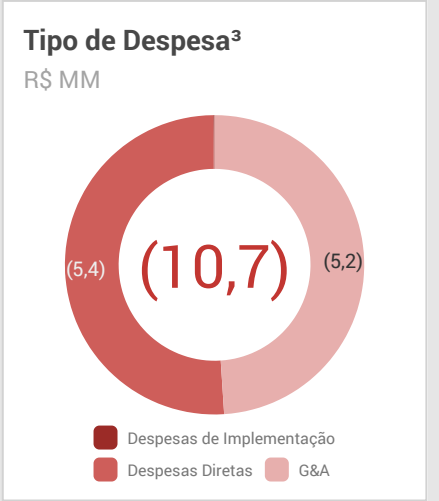 Tipo de Despesa³
R$ MM
(5,4)
(10,7)
(5,2)
Despesas de Implementação
Despesas Diretas
G&A